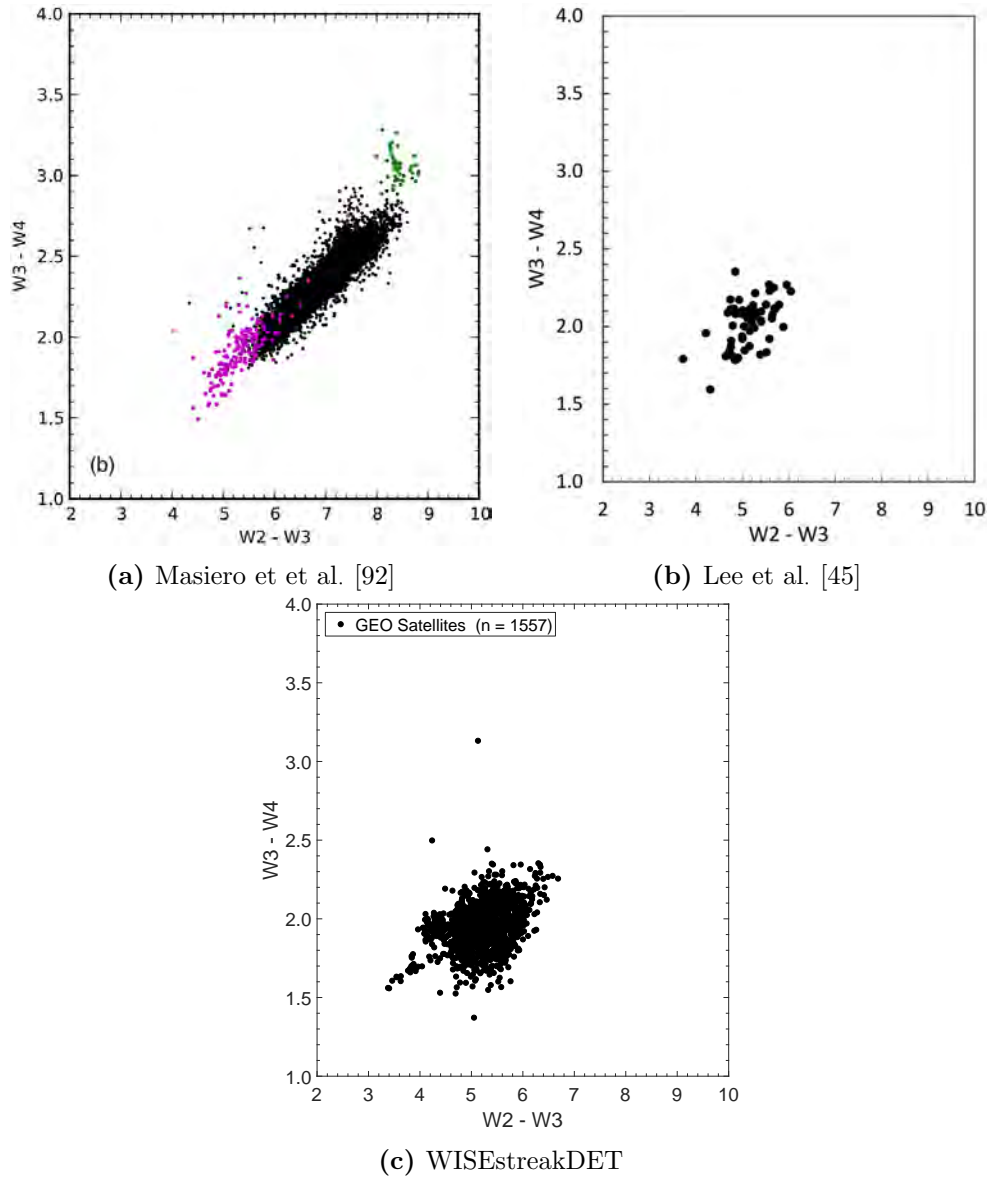 4.0
3.5
3.0
2.5
2.0
1.5
1.0
W3 - W4
(b)
2 3 4 5 6 7 8 9 10
W2 - W3
(a) Masiero et et al. [92]
4.0
3.5
3.0
2.5
2.0
1.5
1.0
W3 - W4
2 3 4 5 6 7 8 9 10
W2 - W3
(b) Lee et al. [45]
4.0
3.5
3.0
2.5
2.0
1.5
1.0
W3 - W4
GEO Satellites (n = 1557)
2 3 4 5 6 7 8 9 10
W2 - W3
(c) WISEstreakDET